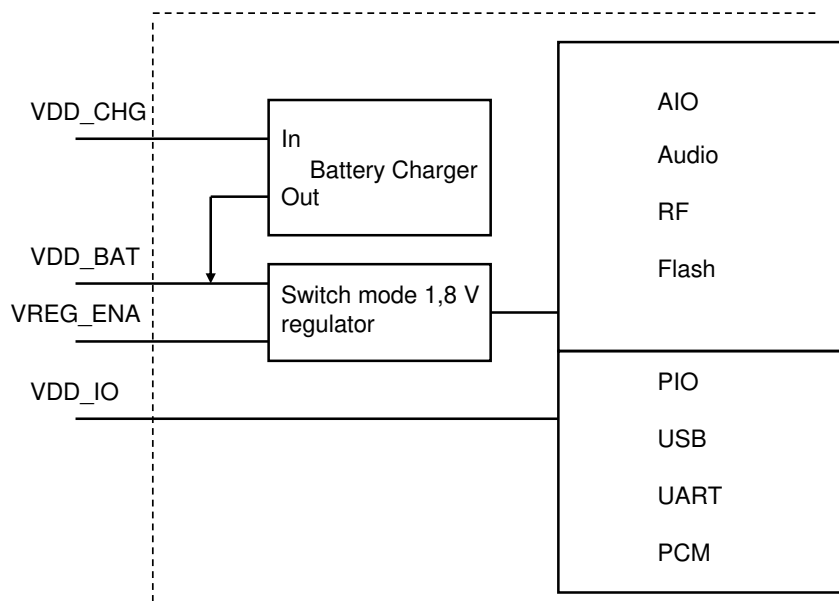 VDD_CHG
In
Battery Charger
Out
VDD_BAT
VREG_ENA
Switch mode 1,8 V
regulator
VDD_IO
AIO
Audio
RF
Flash
PIO
USB
UART
PCM